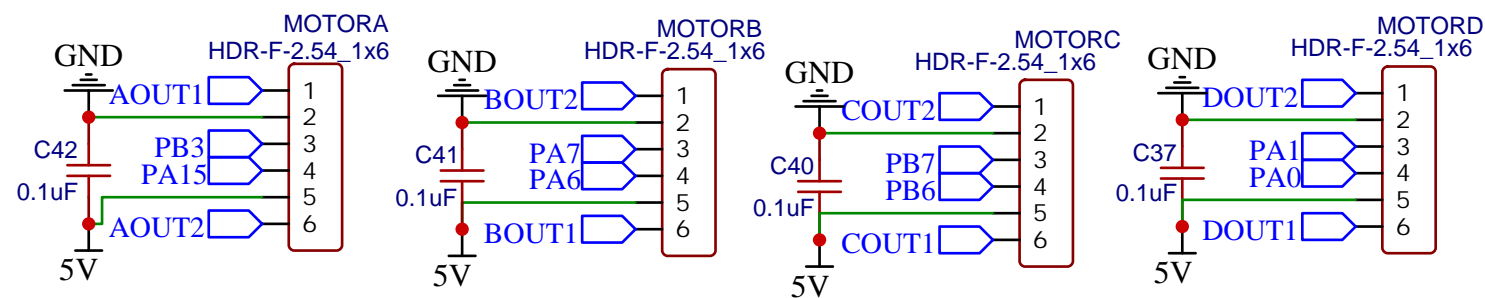 MOTORA
HDR-F-2.54_1x6
GND
AOUT1
1
2
PB3
3
C42
PA15
4
0.1uF
5
AOUT2
6
5V
MOTORB
HDR-F-2.54_1x6
GND
BOUT2
1
2
PA7
3
C41
PA6
4
0.1uF
5
BOUT1
6
5V
MOTORC
HDR-F-2.54_1x6
GND
COUT2
1
2
PB7
3
C40
PB6
4
0.1uF
5
COUT1
6
5V
MOTORD
HDR-F-2.54_1x6
GND
DOUT2
1
2
PA1
3
C37
PA0
4
0.1uF
5
DOUT1
6
5V